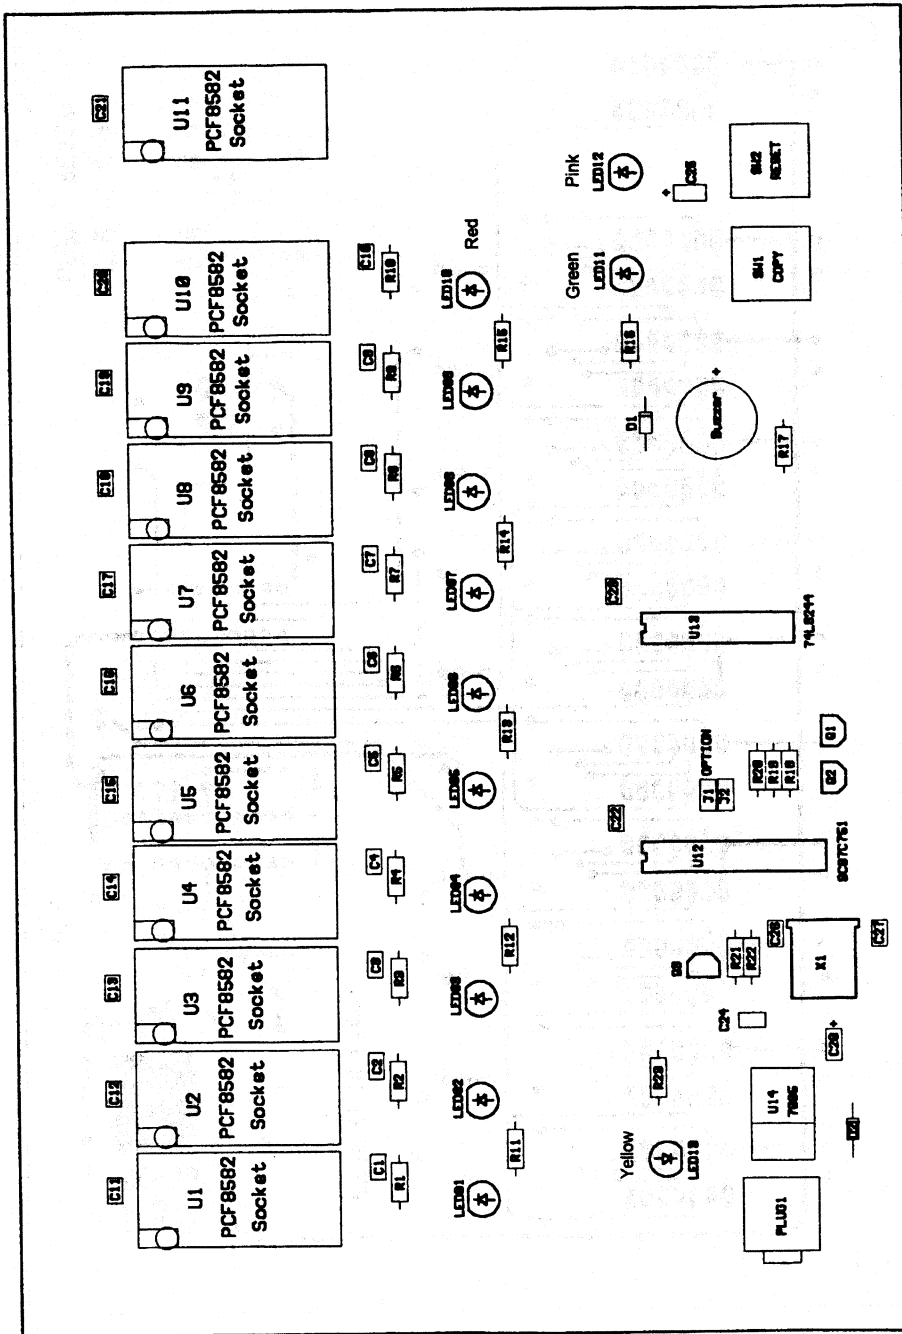 C21
U11
PCF8582
Socket
Pink
LED12
C25
+
SW2
RESET
C20
U10
PCF8582
Socket
C10
R10
Red
LED10
Green
LED11
SW1
COPY
R15
R16
C19
U9
PCF8582
Socket
C9
R9
LED09
D1
Buzzer
+
R17
C18
U8
PCF8582
Socket
C8
R8
LED08
R14
C17
U7
PCF8582
Socket
C7
R7
LED07
C23
U13
74LS244
C16
U6
PCF8582
Socket
C6
R6
LED06
R13
C15
U5
PCF8582
Socket
C5
R5
LED05
J1
J2
OPTION
R20
R19
R18
Q1
Q2
C22
U12
SC87C751
C14
U4
PCF8582
Socket
C4
R4
LED04
R12
C13
U3
PCF8582
Socket
C3
R3
LED03
Q3
R21
R22
C26
X1
C27
C24
C28
+
C12
U2
PCF8582
Socket
C2
R2
LED02
R11
R23
U14
7805
D2
C11
U1
PCF8582
Socket
C1
R1
LED01
Yellow
LED13
PLUG1